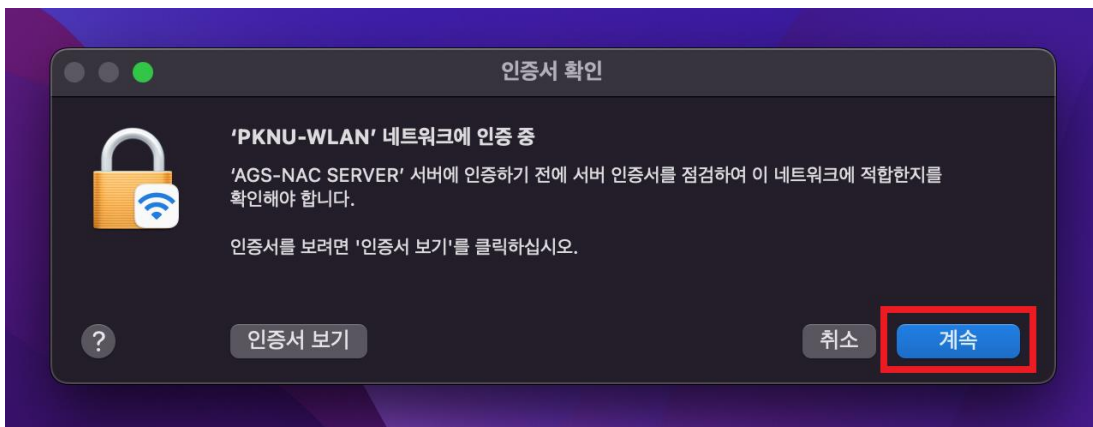 인증서 확인
‘PKNU-WLAN’ 네트워크에 인증 중
‘AGS-NAC SERVER’ 서버에 인증하기 전에 서버 인증서를 점검하여 이 네트워크에 적합한지를
확인해야 합니다.
인증서를 보려면 '인증서 보기'를 클릭하십시오.
? 인증서 보기 취소 계속